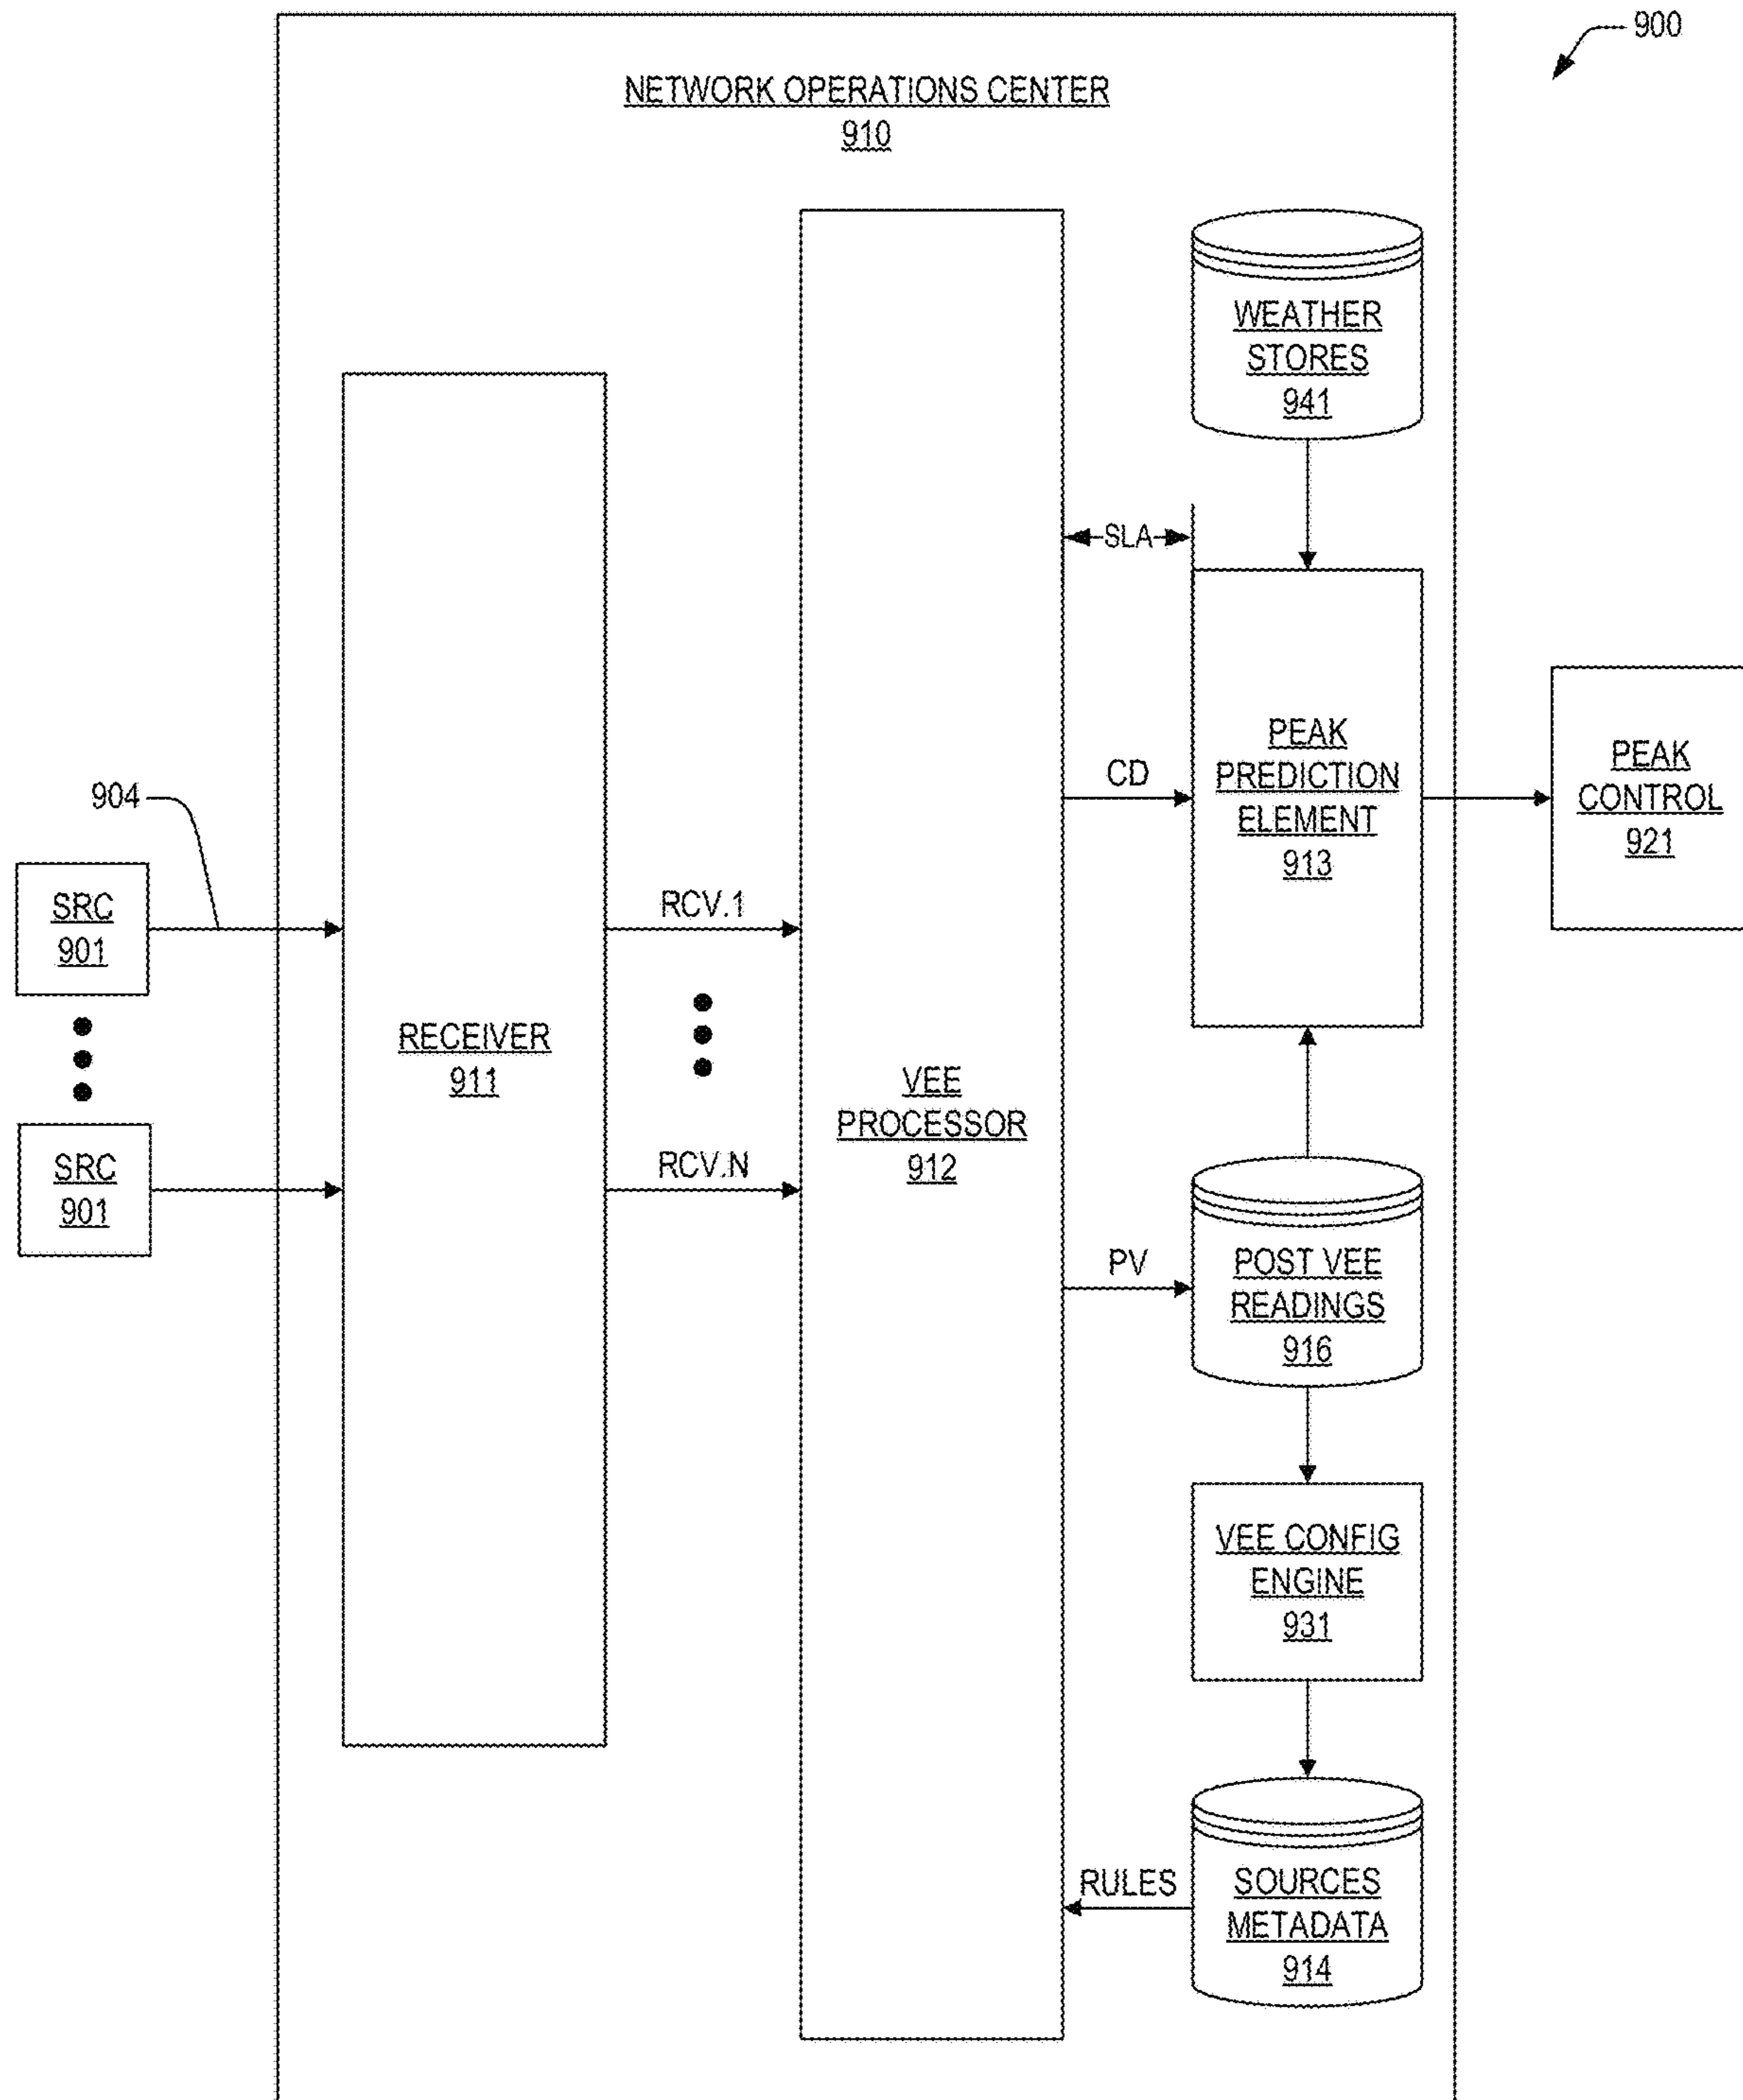 900
NETWORK OPERATIONS CENTER
910
WEATHER
STORES
941
SLA
PEAK
PREDICTION
ELEMENT
913
CD
PEAK
CONTROL
921
904
SRC
901
RCV.1
RECEIVER
911
VEE
PROCESSOR
912
SRC
901
RCV.N
PV
POST VEE
READINGS
916
VEE CONFIG
ENGINE
931
RULES
SOURCES
METADATA
914